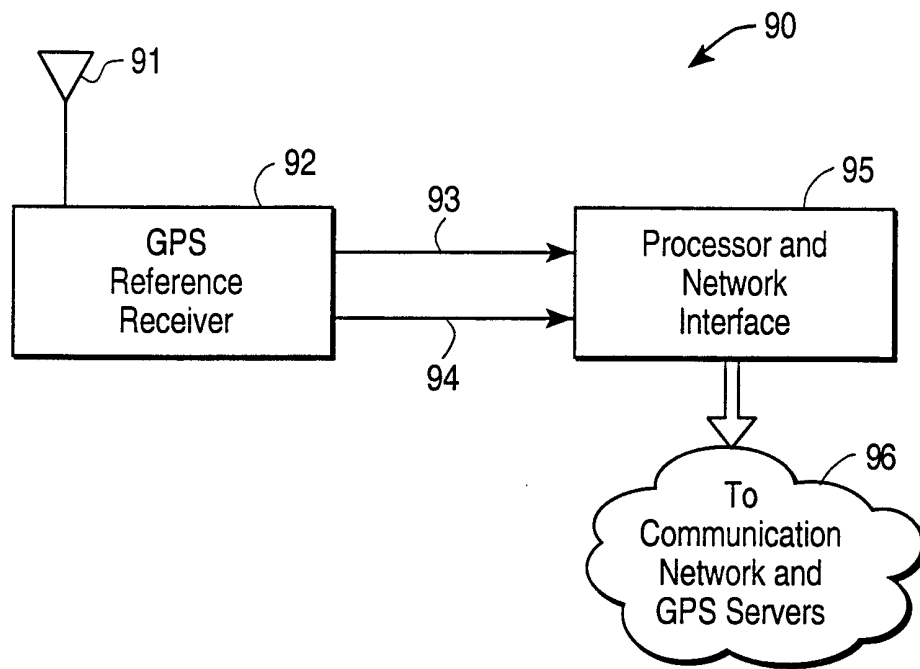 90
91
92
GPS
Reference
Receiver
93
94
95
Processor and
Network
Interface
96
To
Communication
Network and
GPS Servers